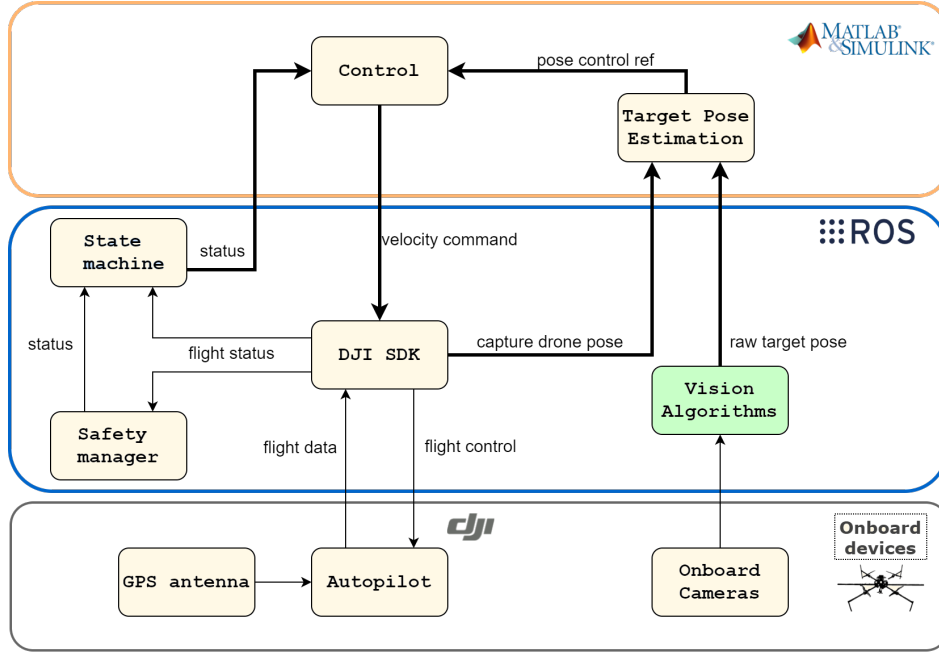 MATLAB®
&SIMULINK®
Control
pose control ref
Target Pose
Estimation
State
machine
status
velocity command
ROS
status
flight status
DJI SDK
capture drone pose
raw target pose
Vision
Algorithms
Safety
manager
flight data
flight control
dji
Onboard
devices
GPS antenna
Autopilot
Onboard
Cameras